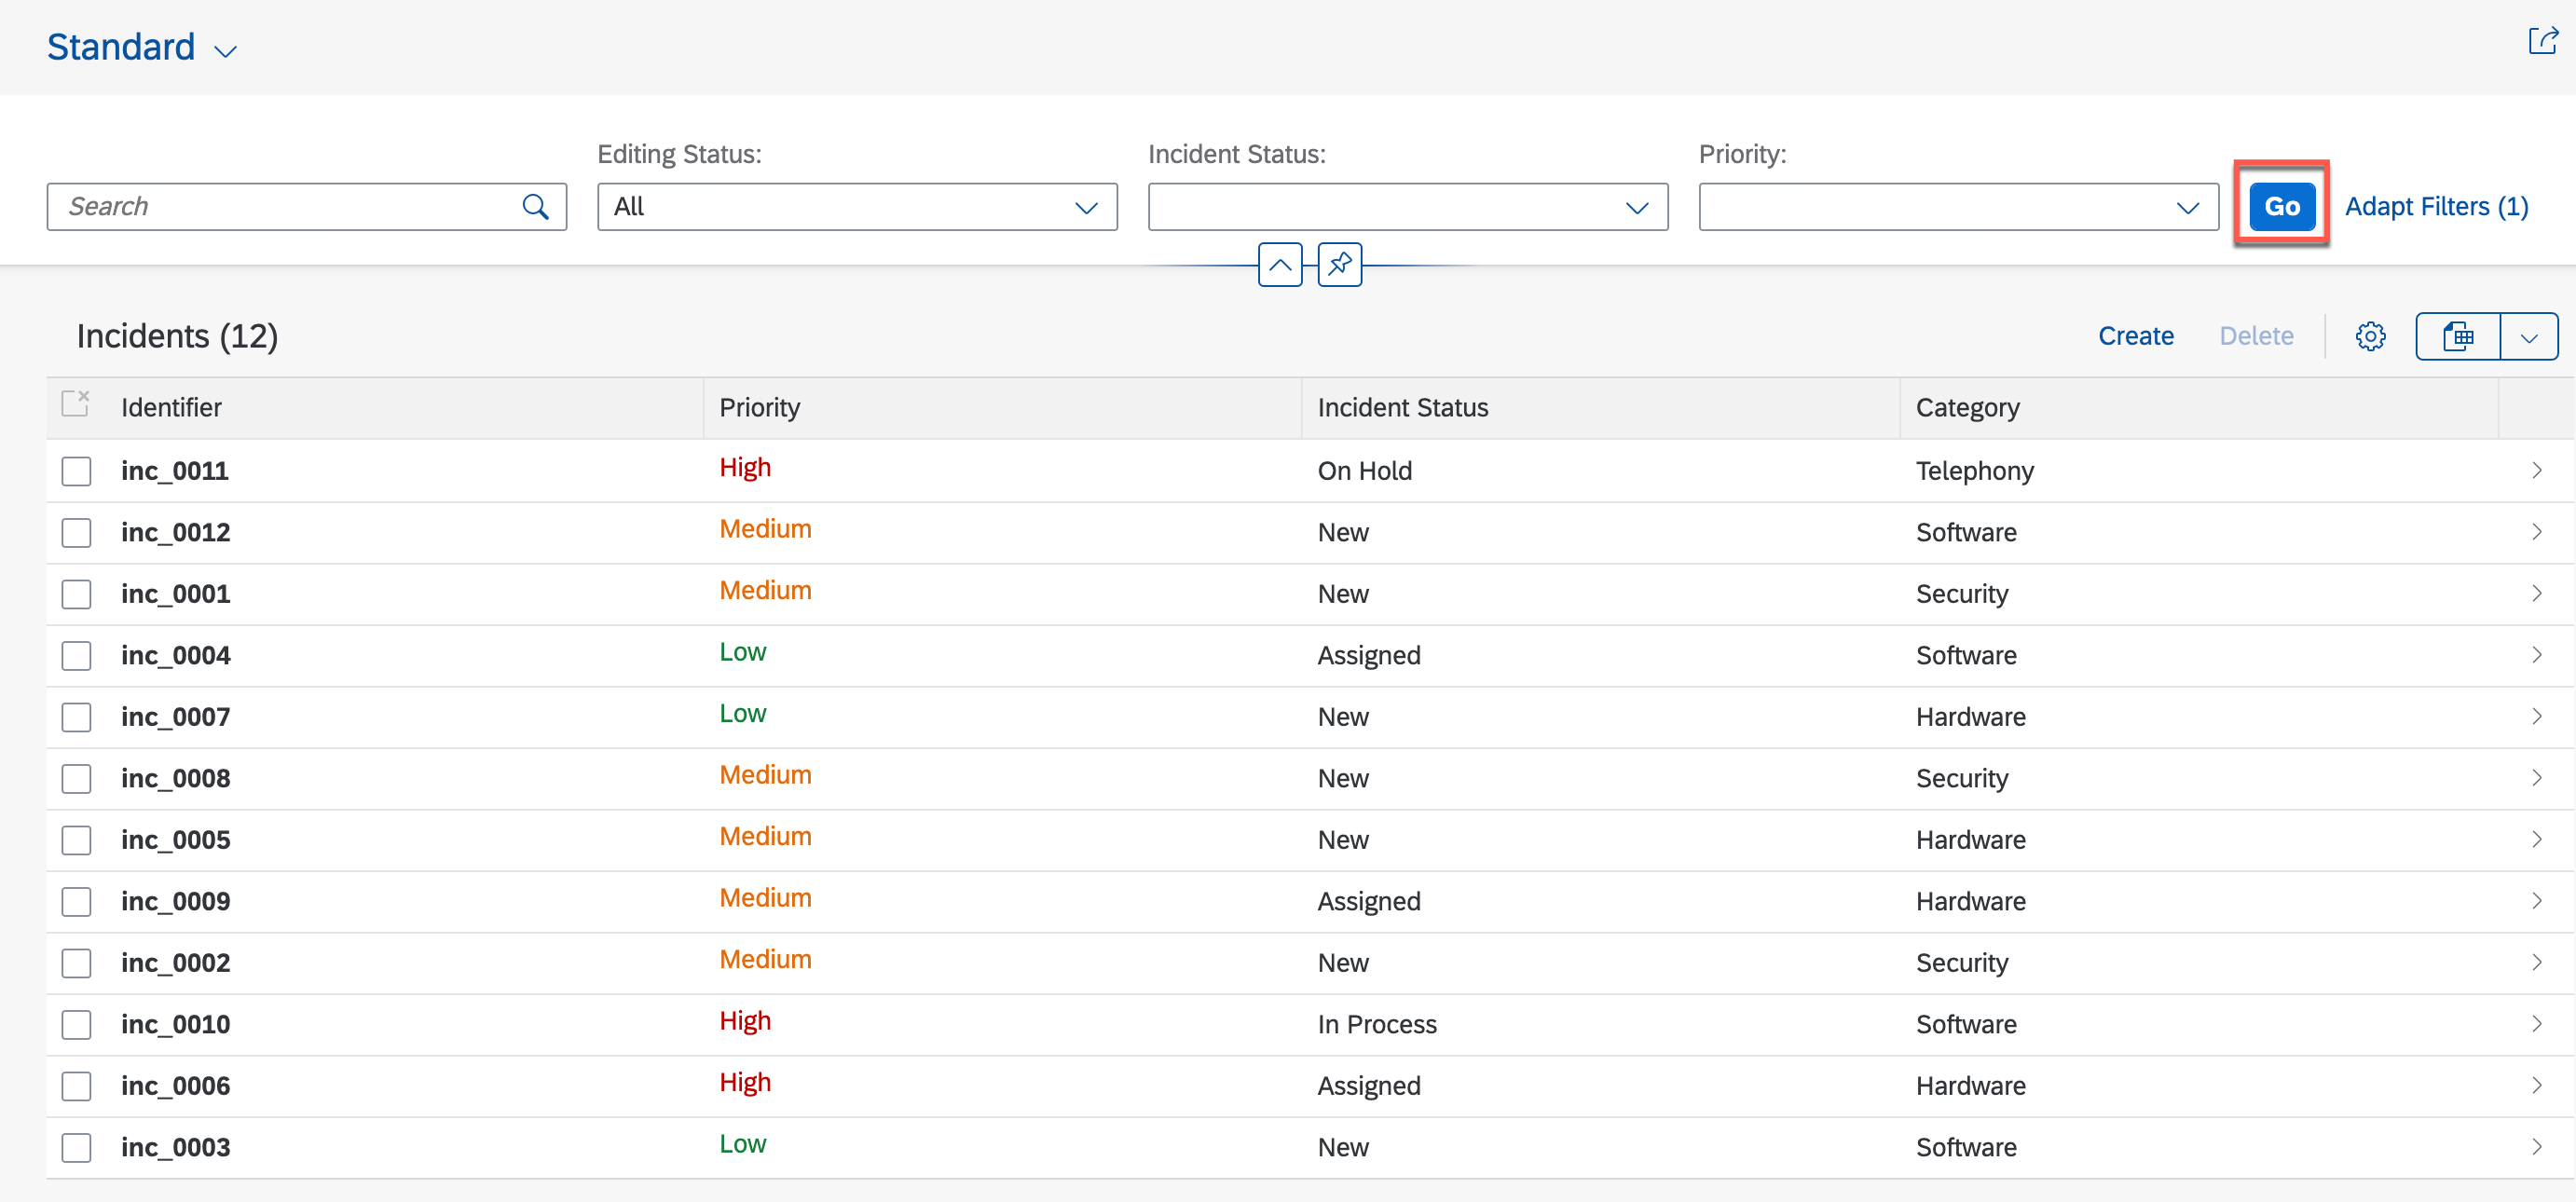 Standard
Editing Status: Incident Status: Priority:
Search All Go Adapt Filters (1)
Incidents (12) Create Delete
Identifier Priority Incident Status Category
inc_0011 High On Hold Telephony
inc_0012 Medium New Software
inc_0001 Medium New Security
inc_0004 Low Assigned Software
inc_0007 Low New Hardware
inc_0008 Medium New Security
inc_0005 Medium New Hardware
inc_0009 Medium Assigned Hardware
inc_0002 Medium New Security
inc_0010 High In Process Software
inc_0006 High Assigned Hardware
inc_0003 Low New Software